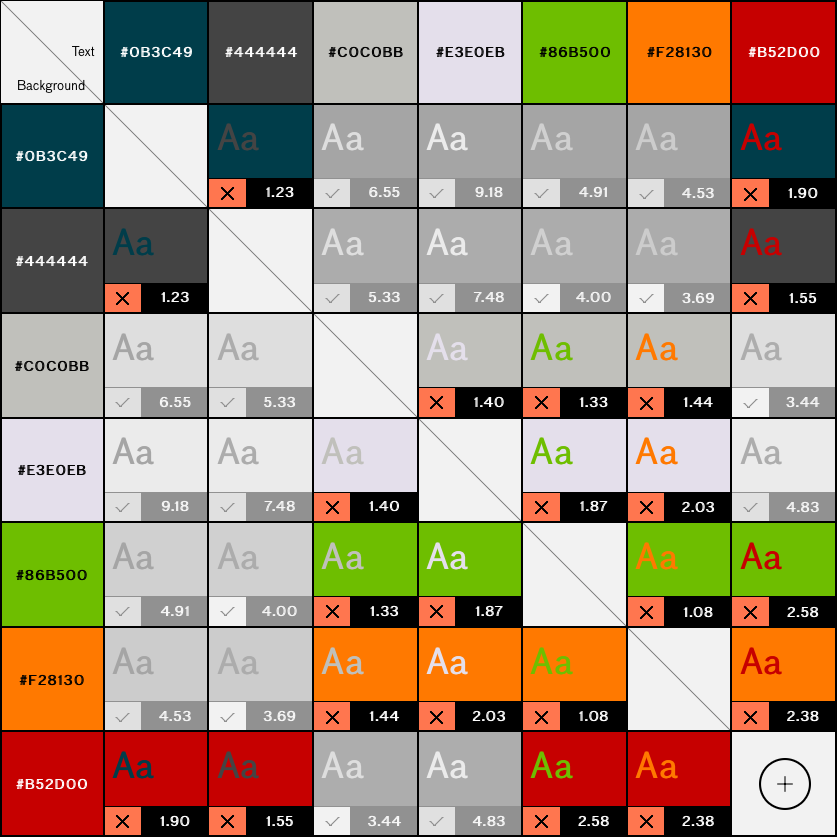 Text
Background
#0B3C49
#444444
#C0C0BB
#E3E0EB
#86B500
#F28130
#B52D00
#0B3C49
Aa
1.23
Aa
6.55
Aa
9.18
Aa
4.91
Aa
4.53
Aa
1.90
#444444
Aa
1.23
Aa
5.33
Aa
7.48
Aa
4.00
Aa
3.69
Aa
1.55
#C0C0BB
Aa
6.55
Aa
5.33
Aa
1.40
Aa
1.33
Aa
1.44
Aa
3.44
#E3E0EB
Aa
9.18
Aa
7.48
Aa
1.40
Aa
1.87
Aa
2.03
Aa
4.83
#86B500
Aa
4.91
Aa
4.00
Aa
1.33
Aa
1.87
Aa
1.08
Aa
2.58
#F28130
Aa
4.53
Aa
3.69
Aa
1.44
Aa
2.03
Aa
1.08
Aa
2.38
#B52D00
Aa
1.90
Aa
1.55
Aa
3.44
Aa
4.83
Aa
2.58
Aa
2.38